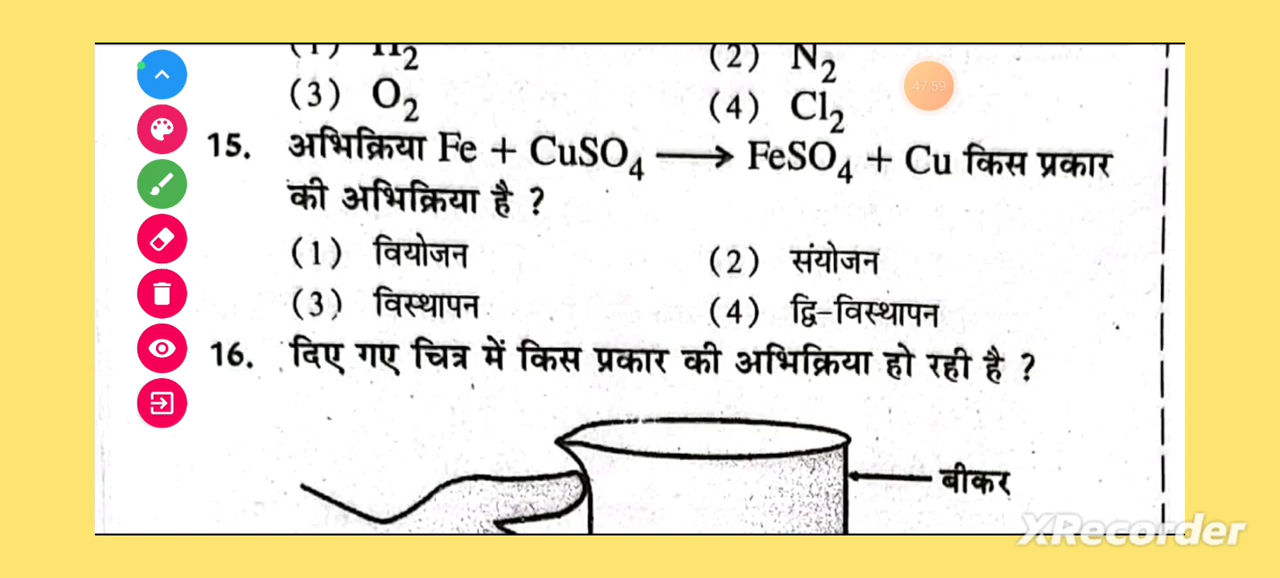 (2) N2
47:59
(3) O2 (4) Cl2
15. अभिक्रिया Fe + CuSO4 ⟶ FeSO4 + Cu किस प्रकार
की अभिक्रिया है ?
(1) वियोजन (2) संयोजन
(3) विस्थापन (4) द्वि-विस्थापन
16. दिए गए चित्र में किस प्रकार की अभिक्रिया हो रही है ?
बीकर
XRecorder